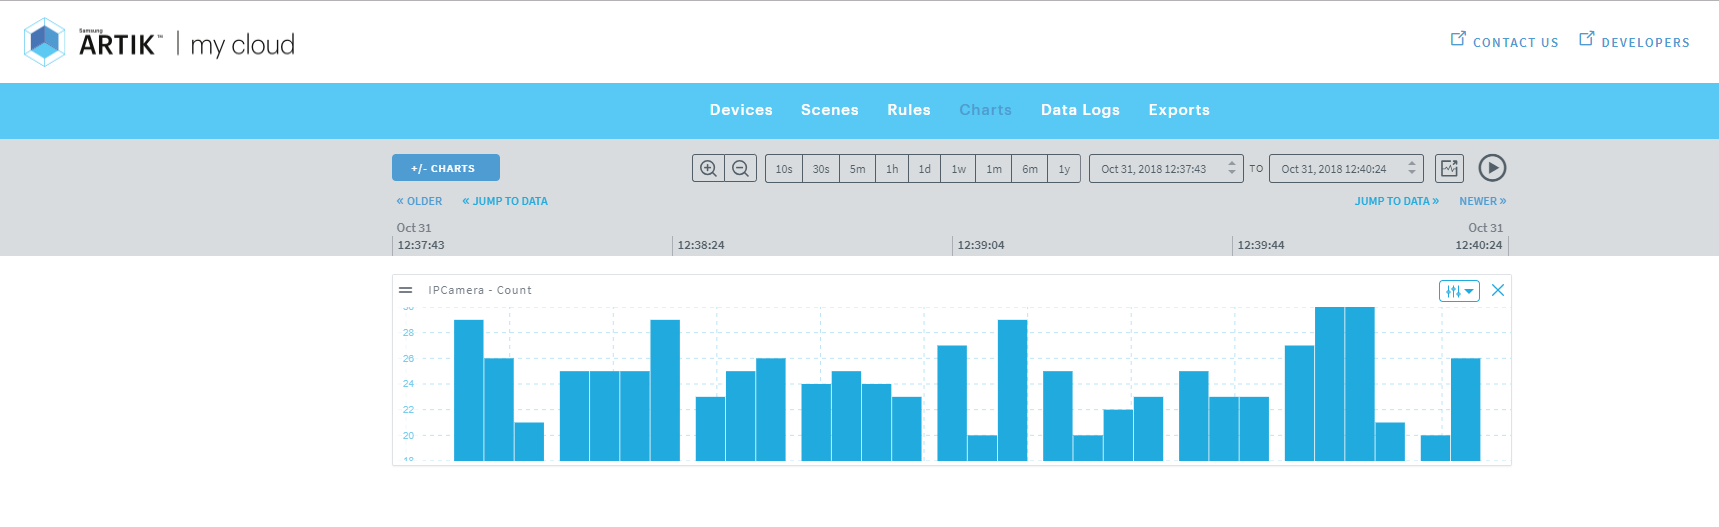 Samsung
ARTIK™ | my cloud
CONTACT US DEVELOPERS
Devices Scenes Rules Charts Data Logs Exports
+/- CHARTS 10s 30s 5m 1h 1d 1w 1m 6m 1y Oct 31, 2018 12:37:43 TO Oct 31, 2018 12:40:24
« OLDER « JUMP TO DATA JUMP TO DATA » NEWER »
Oct 31 Oct 31
12:37:43 12:38:24 12:39:04 12:39:44 12:40:24
IPCamera - Count
30
28
26
24
22
20
18